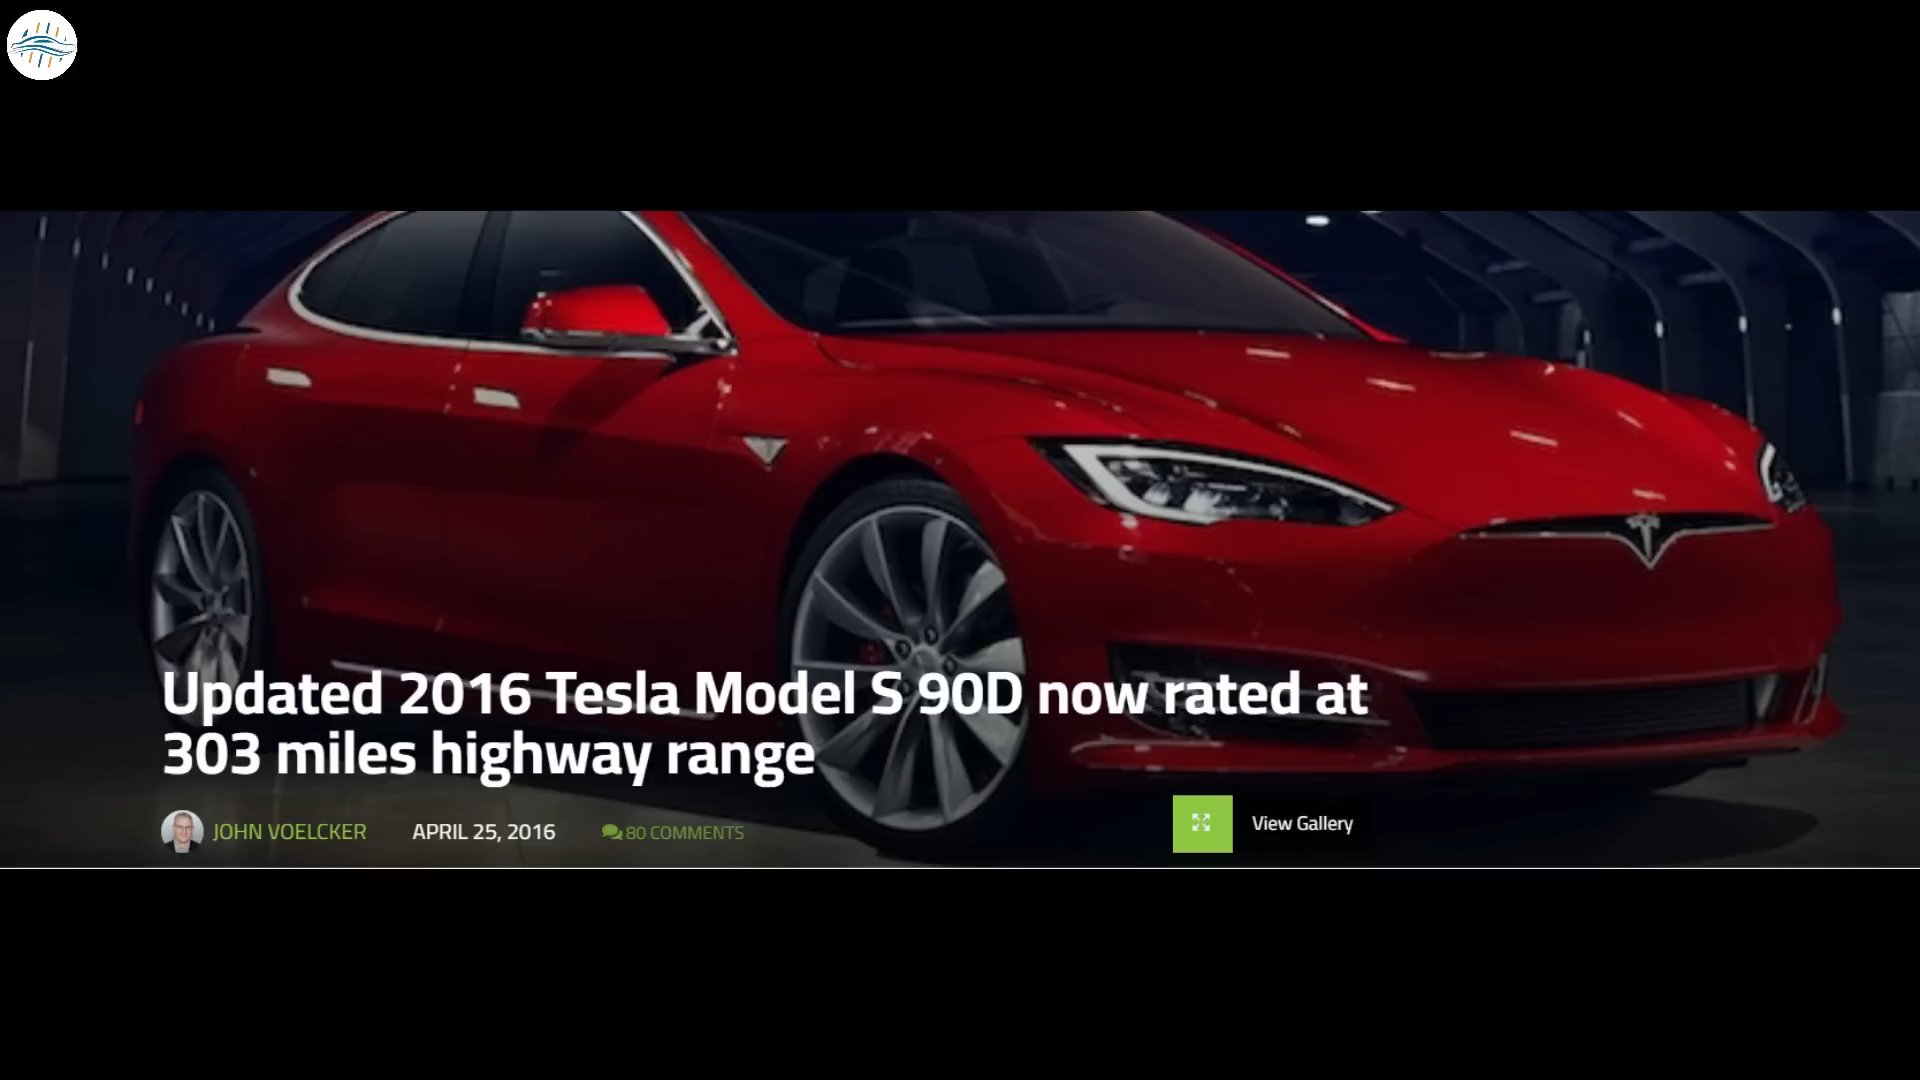 Updated 2016 Tesla Model S 90D now rated at
303 miles highway range
JOHN VOELCKER APRIL 25, 2016 80 COMMENTS View Gallery